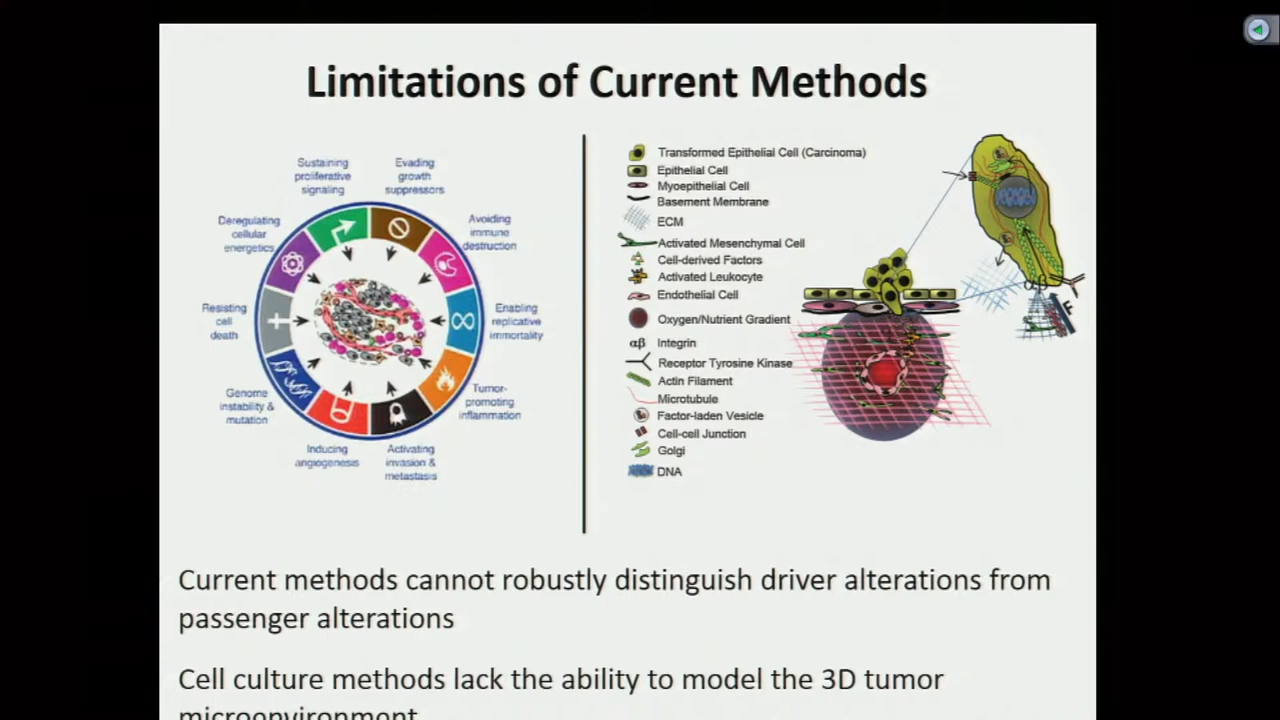 Limitations of Current Methods
Sustaining
proliferative
signaling
Evading
growth
suppressors
Avoiding
immune
destruction
Enabling
replicative
immortality
Tumor-
promoting
inflammation
Activating
invasion &
metastasis
Inducing
angiogenesis
Genome
instability &
mutation
Resisting
cell
death
Deregulating
cellular
energetics
Transformed Epithelial Cell (Carcinoma)
Epithelial Cell
Myoepithelial Cell
Basement Membrane
ECM
Activated Mesenchymal Cell
Cell-derived Factors
Activated Leukocyte
Endothelial Cell
Oxygen/Nutrient Gradient
αβ Integrin
Receptor Tyrosine Kinase
Actin Filament
Microtubule
Factor-laden Vesicle
Cell-cell Junction
Golgi
DNA
Current methods cannot robustly distinguish driver alterations from
passenger alterations
Cell culture methods lack the ability to model the 3D tumor
microenvironment